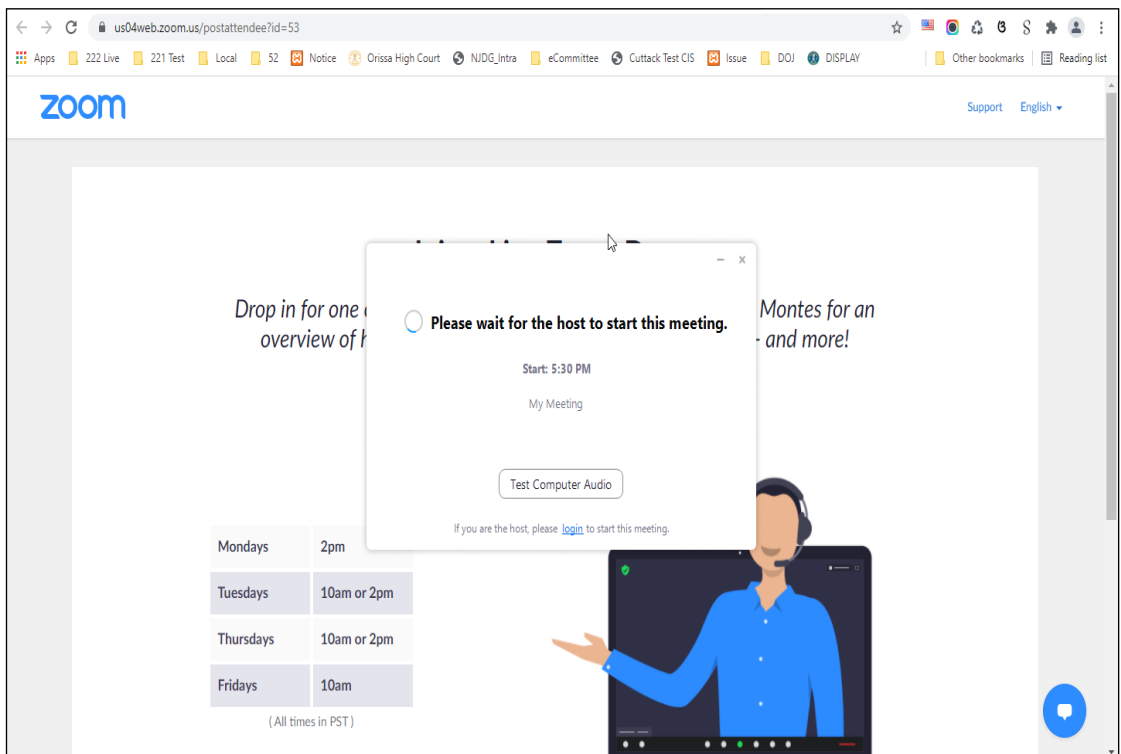 us04web.zoom.us/postattendee?id=53
Apps 222 Live 221 Test Local 52 Notice Orissa High Court NJDG_Intra eCommittee Cuttack Test CIS Issue DOJ DISPLAY Other bookmarks Reading list
zoom Support English
Please wait for the host to start this meeting.
Start: 5:30 PM
My Meeting
Test Computer Audio
If you are the host, please login to start this meeting.
Drop in for one Montes for an
overview of and more!
Mondays 2pm
Tuesdays 10am or 2pm
Thursdays 10am or 2pm
Fridays 10am
( All times in PST )